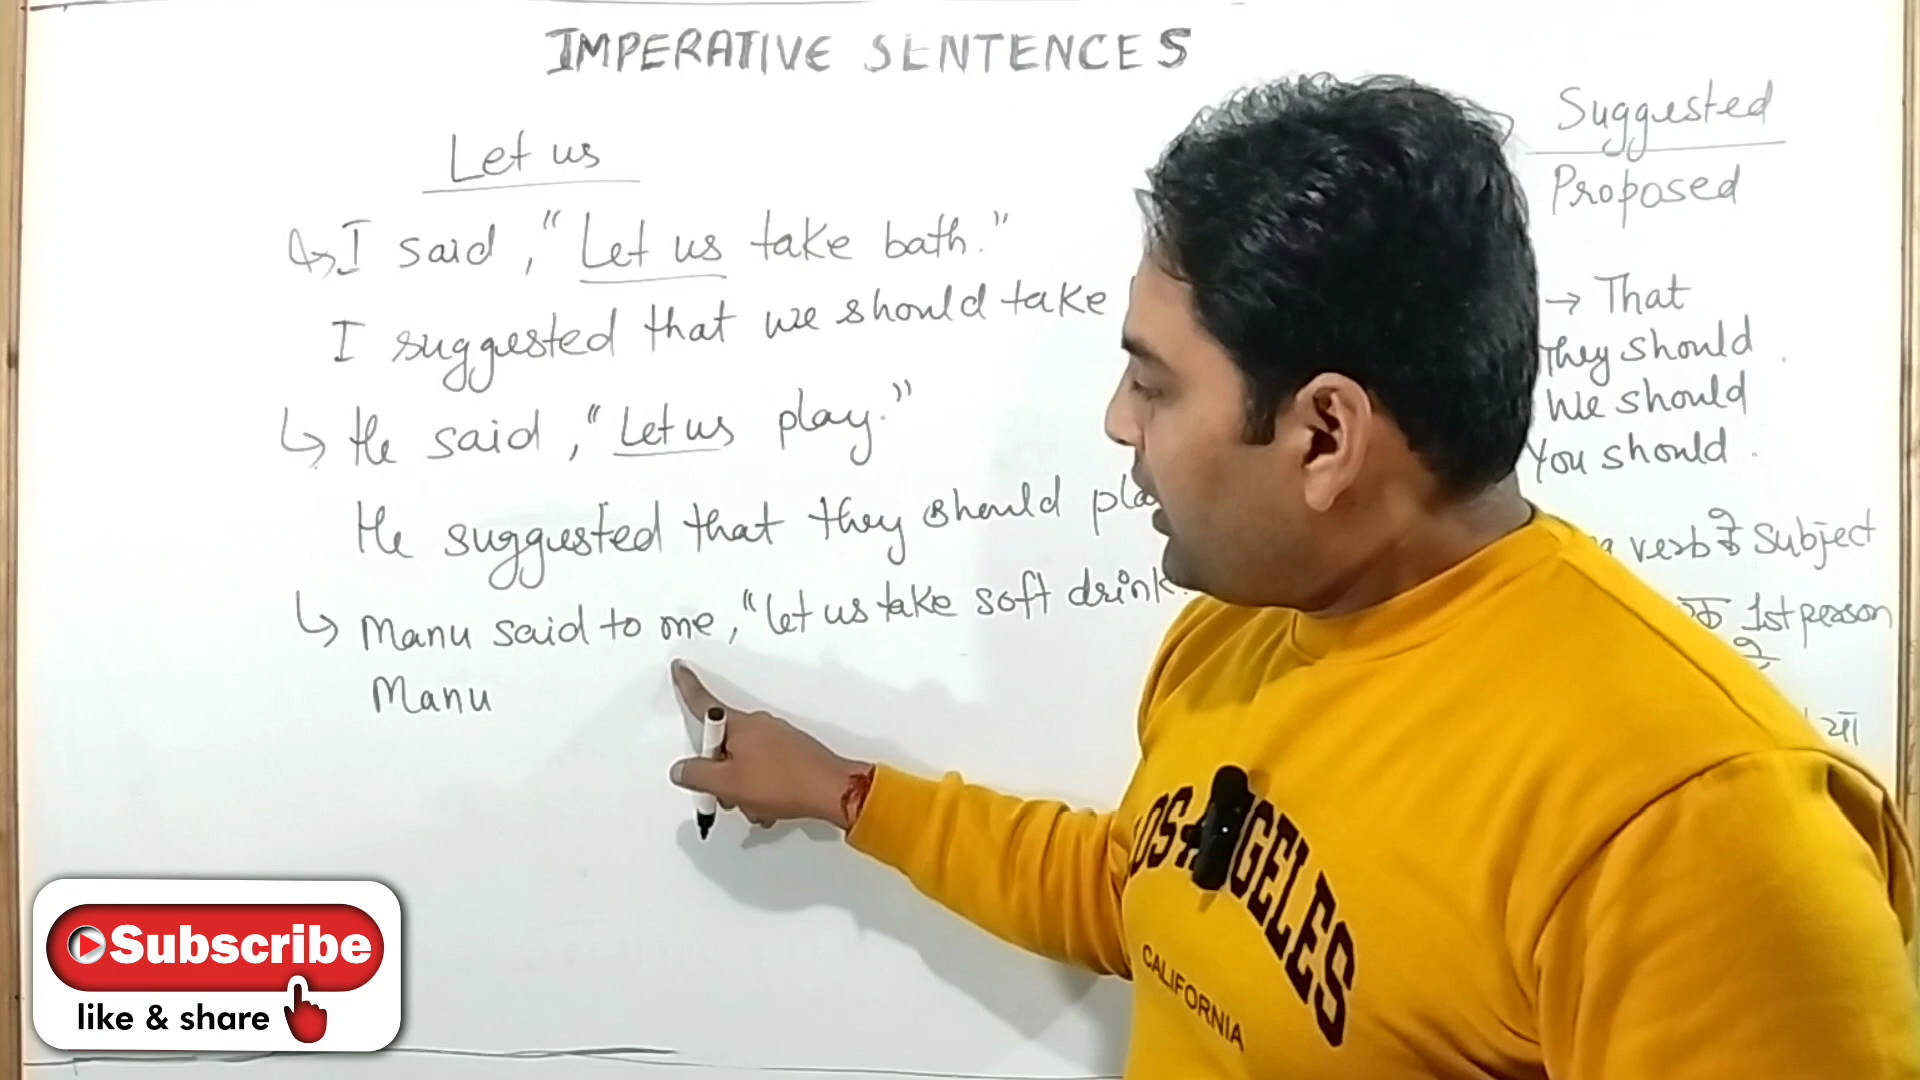 IMPERATIVE SENTENCES
Let us
I said, "Let us take bath."
I suggested that we should take
He said, "Let us play."
He suggested that they should
Manu said to me, "let us take soft drink.
Manu
Suggested
Proposed
→ That
They should
We should
You should
verb के Subject
1st person
या
LOS ANGELES
CALIFORNIA
Subscribe
like & share